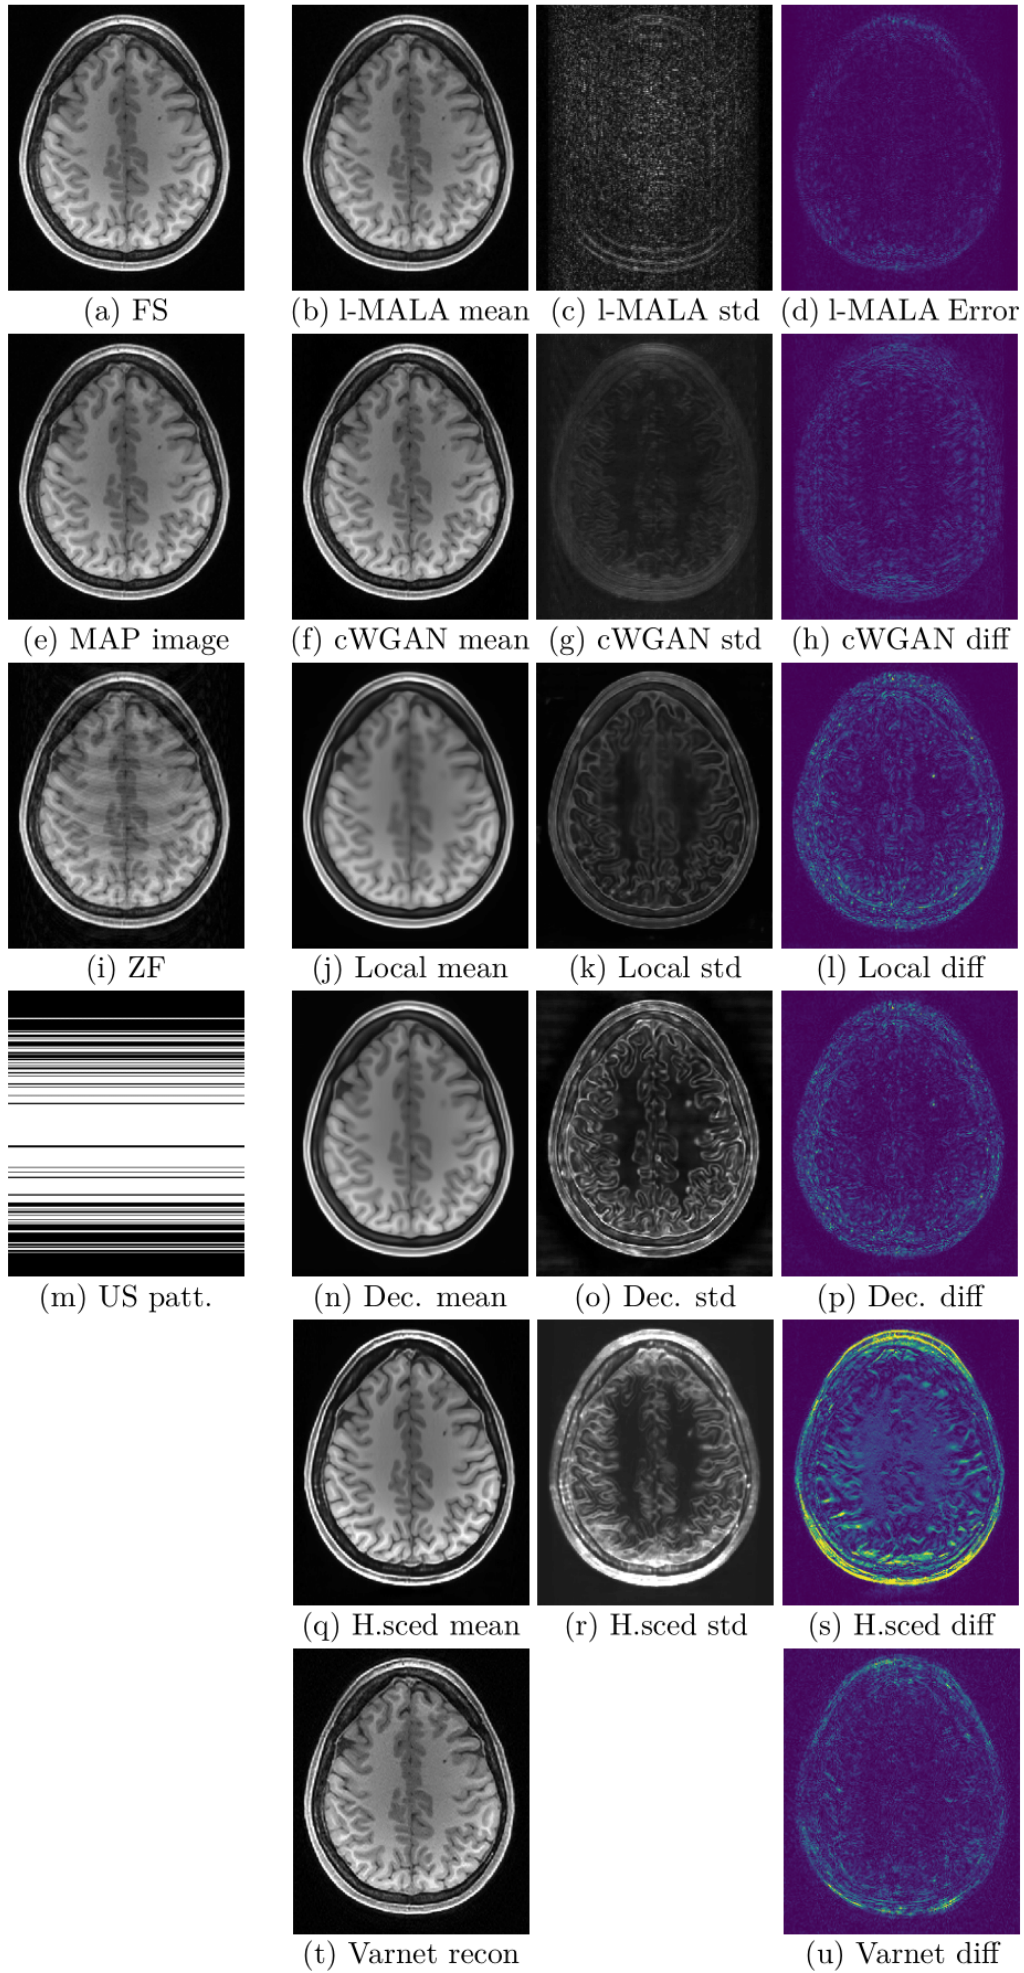 (a) FS
(b) l-MALA mean
(c) l-MALA std
(d) l-MALA Error
(e) MAP image
(f) cWGAN mean
(g) cWGAN std
(h) cWGAN diff
(i) ZF
(j) Local mean
(k) Local std
(l) Local diff
(m) US patt.
(n) Dec. mean
(o) Dec. std
(p) Dec. diff
(q) H.sced mean
(r) H.sced std
(s) H.sced diff
(t) Varnet recon
(u) Varnet diff